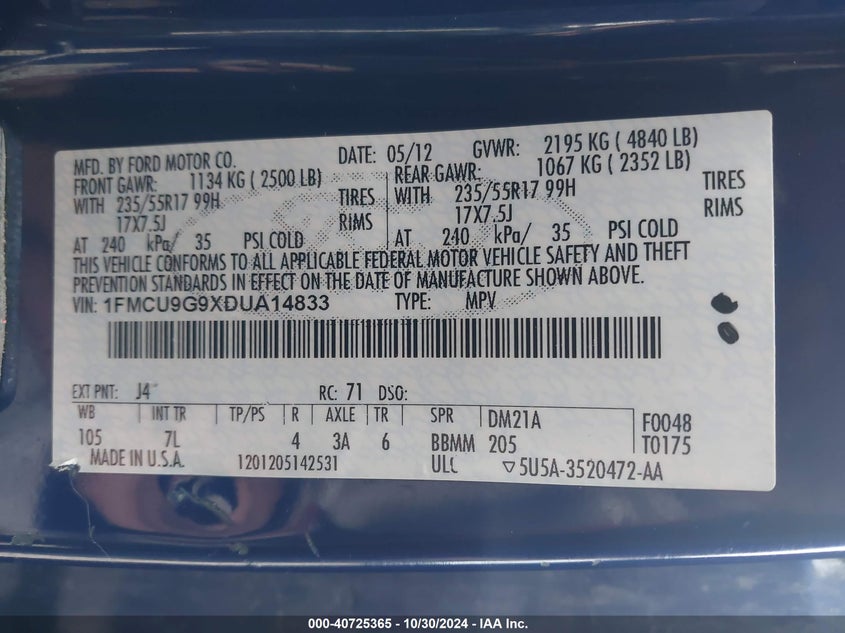 MFD. BY FORD MOTOR CO. DATE: 05/12 GVWR: 2195 KG ( 4840 LB)
FRONT GAWR: 1134 KG ( 2500 LB) REAR GAWR: 1067 KG ( 2352 LB)
WITH 235/55R17 99H TIRES WITH 235/55R17 99H TIRES
17X7.5J RIMS 17X7.5J RIMS
AT 240 kPa/ 35 PSI COLD AT 240 kPa/ 35 PSI COLD
THIS VEHICLE CONFORMS TO ALL APPLICABLE FEDERAL MOTOR VEHICLE SAFETY AND THEFT
PREVENTION STANDARDS IN EFFECT ON THE DATE OF MANUFACTURE SHOWN ABOVE.
VIN: 1FMCU9G9XDUA14833 TYPE: MPV
EXT PNT: J4 RC: 71 DSO:
WB INT TR TP/PS R AXLE TR SPR DM21A F0048
105 7L 4 3A 6 BBMM 205 T0175
MADE IN U.S.A. 1201205142531 ULC ▽5U5A-3520472-AA
000-40725365 - 10/30/2024 - IAA Inc.